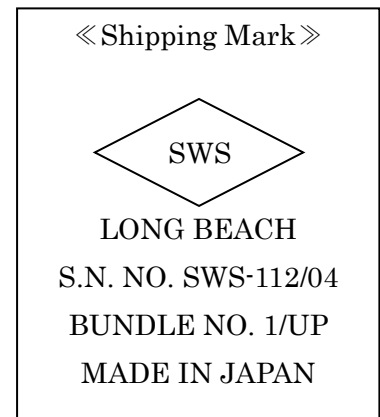 ≪Shipping Mark≫
SWS
LONG BEACH
S.N. NO. SWS-112/04
BUNDLE NO. 1/UP
MADE IN JAPAN